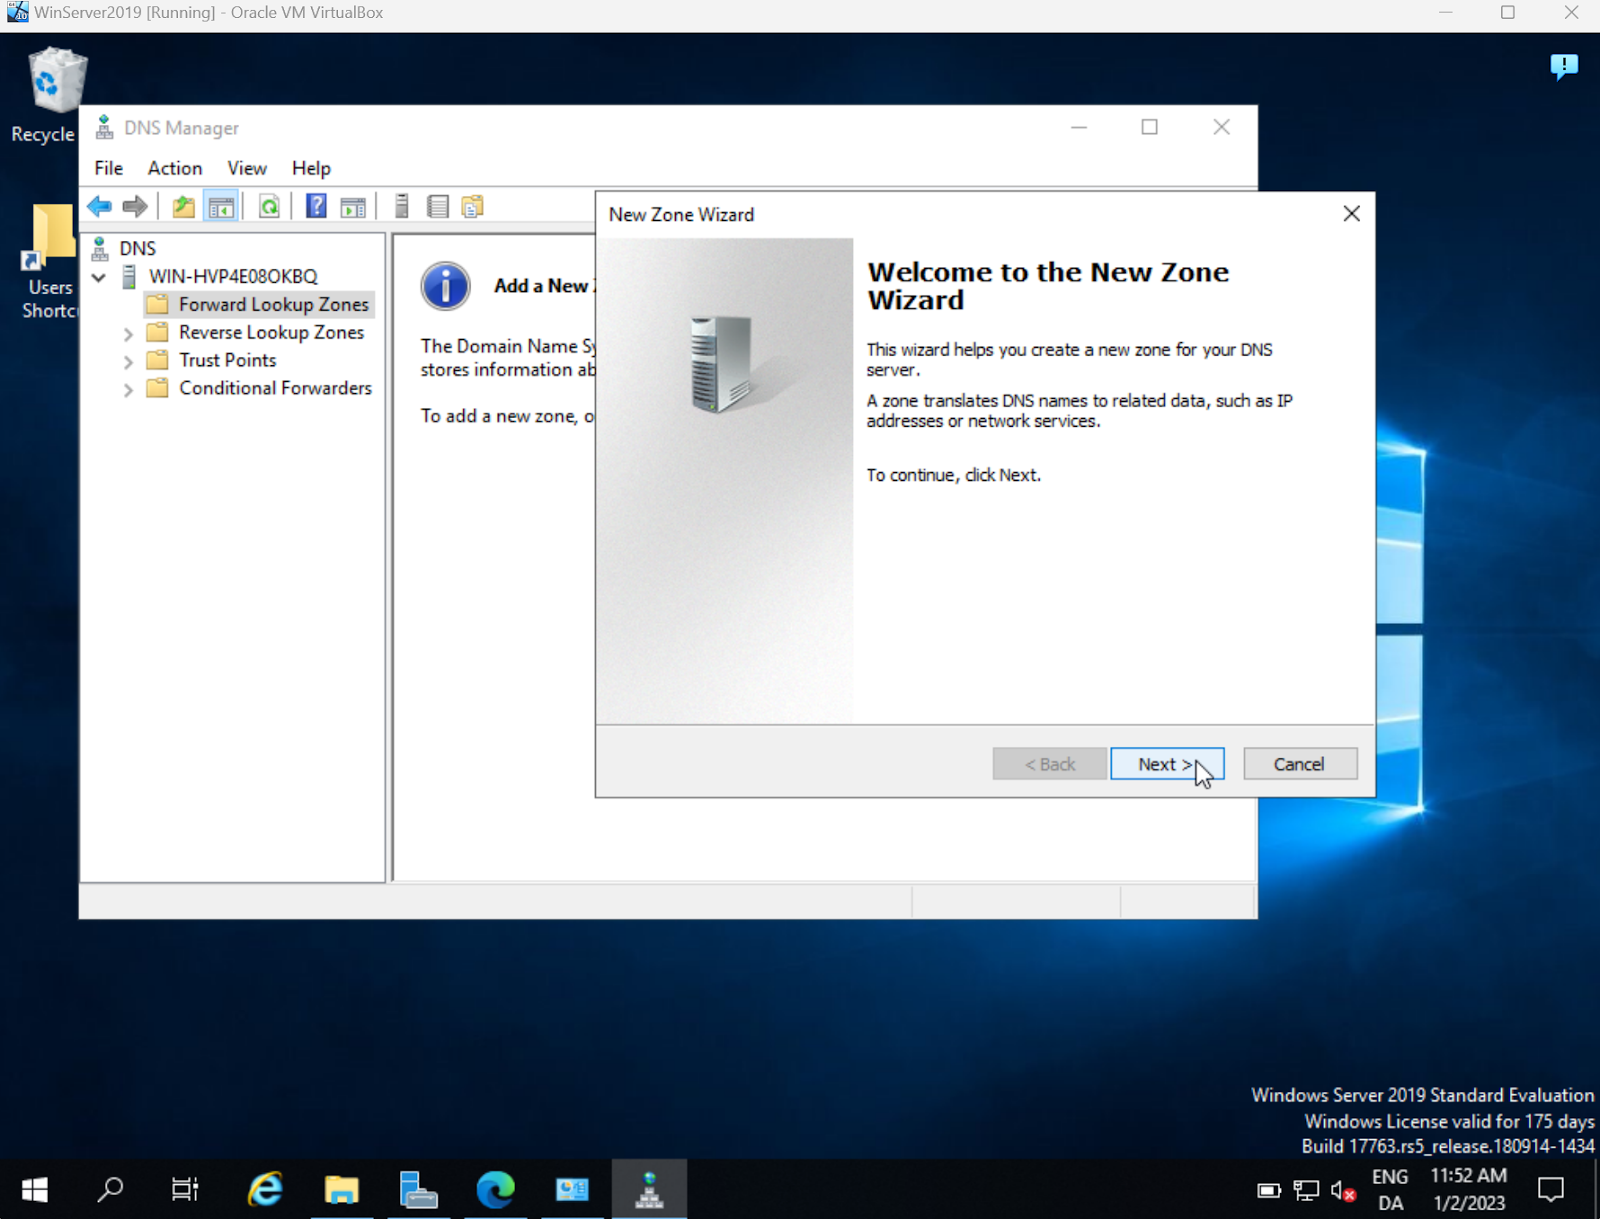 WinServer2019 [Running] - Oracle VM VirtualBox
Recycle
Users
Shortcu
DNS Manager
File Action View Help
DNS
WIN-HVP4E08OKBQ
Forward Lookup Zones
Reverse Lookup Zones
Trust Points
Conditional Forwarders
Add a New
The Domain Name Sy
stores information ab
To add a new zone, o
New Zone Wizard
Welcome to the New Zone
Wizard
This wizard helps you create a new zone for your DNS
server.
A zone translates DNS names to related data, such as IP
addresses or network services.
To continue, click Next.
< Back Next > Cancel
Windows Server 2019 Standard Evaluation
Windows License valid for 175 days
Build 17763.rs5_release.180914-1434
ENG
DA
11:52 AM
1/2/2023